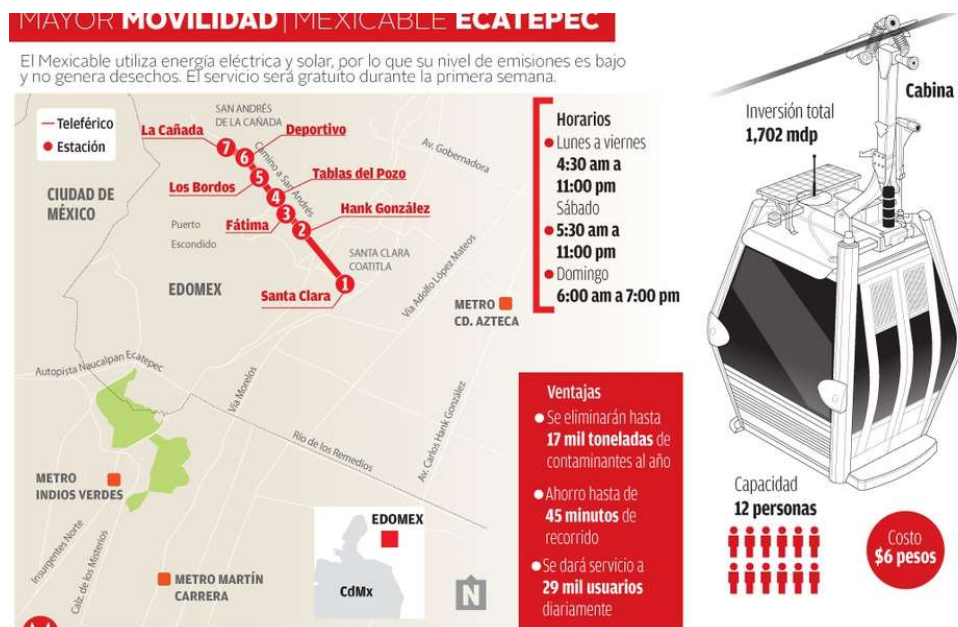 MAYOR MOVILIDAD | MEXICABLE ECATEPEC
El Mexicable utiliza energía eléctrica y solar, por lo que su nivel de emisiones es bajo
y no genera desechos. El servicio será gratuito durante la primera semana.
Teleférico
Estación
SAN ANDRÉS
DE LA CAÑADA
La Cañada
Deportivo
Los Bordos
Tablas del Pozo
Fátima
Hank González
Santa Clara
7
6
5
4
3
2
1
Camino a San Andrés
Av. Gobernadora
CIUDAD DE
MÉXICO
Puerto
Escondido
EDOMEX
SANTA CLARA
COATITLA
Vía Adolfo López Mateos
METRO
CD. AZTECA
Autopista Naucalpan Ecatepec
Vía Morelos
Río de los Remedios
Av. Carlos Hank González
METRO
INDIOS VERDES
Insurgentes Norte
Calz. de los Misterios
METRO MARTÍN
CARRERA
EDOMEX
CdMx
N
Horarios
Lunes a viernes
4:30 am a
11:00 pm
Sábado
5:30 am a
11:00 pm
Domingo
6:00 am a 7:00 pm
Ventajas
Se eliminarán hasta
17 mil toneladas de
contaminantes al año
Ahorro hasta de
45 minutos de
recorrido
Se dará servicio a
29 mil usuarios
diariamente
Inversión total
1,702 mdp
Cabina
Capacidad
12 personas
Costo
$6 pesos